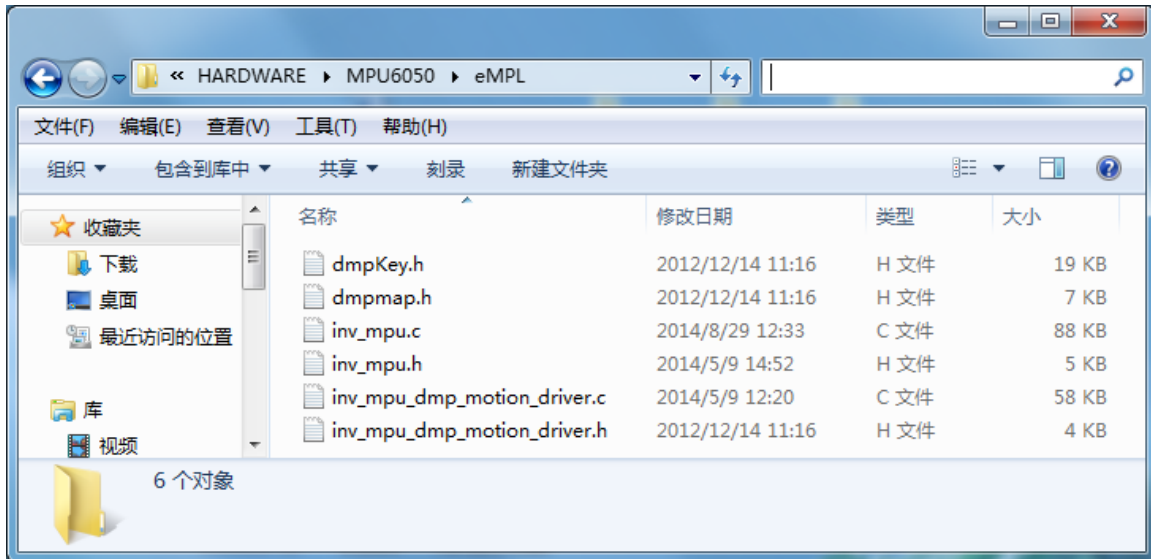 « HARDWARE ▸ MPU6050 ▸ eMPL
文件(F) 编辑(E) 查看(V) 工具(T) 帮助(H)
组织 包含到库中 共享 刻录 新建文件夹
收藏夹
下载
桌面
最近访问的位置
库
视频
名称 修改日期 类型 大小
dmpKey.h 2012/12/14 11:16 H 文件 19 KB
dmpmap.h 2012/12/14 11:16 H 文件 7 KB
inv_mpu.c 2014/8/29 12:33 C 文件 88 KB
inv_mpu.h 2014/5/9 14:52 H 文件 5 KB
inv_mpu_dmp_motion_driver.c 2014/5/9 12:20 C 文件 58 KB
inv_mpu_dmp_motion_driver.h 2012/12/14 11:16 H 文件 4 KB
6 个对象